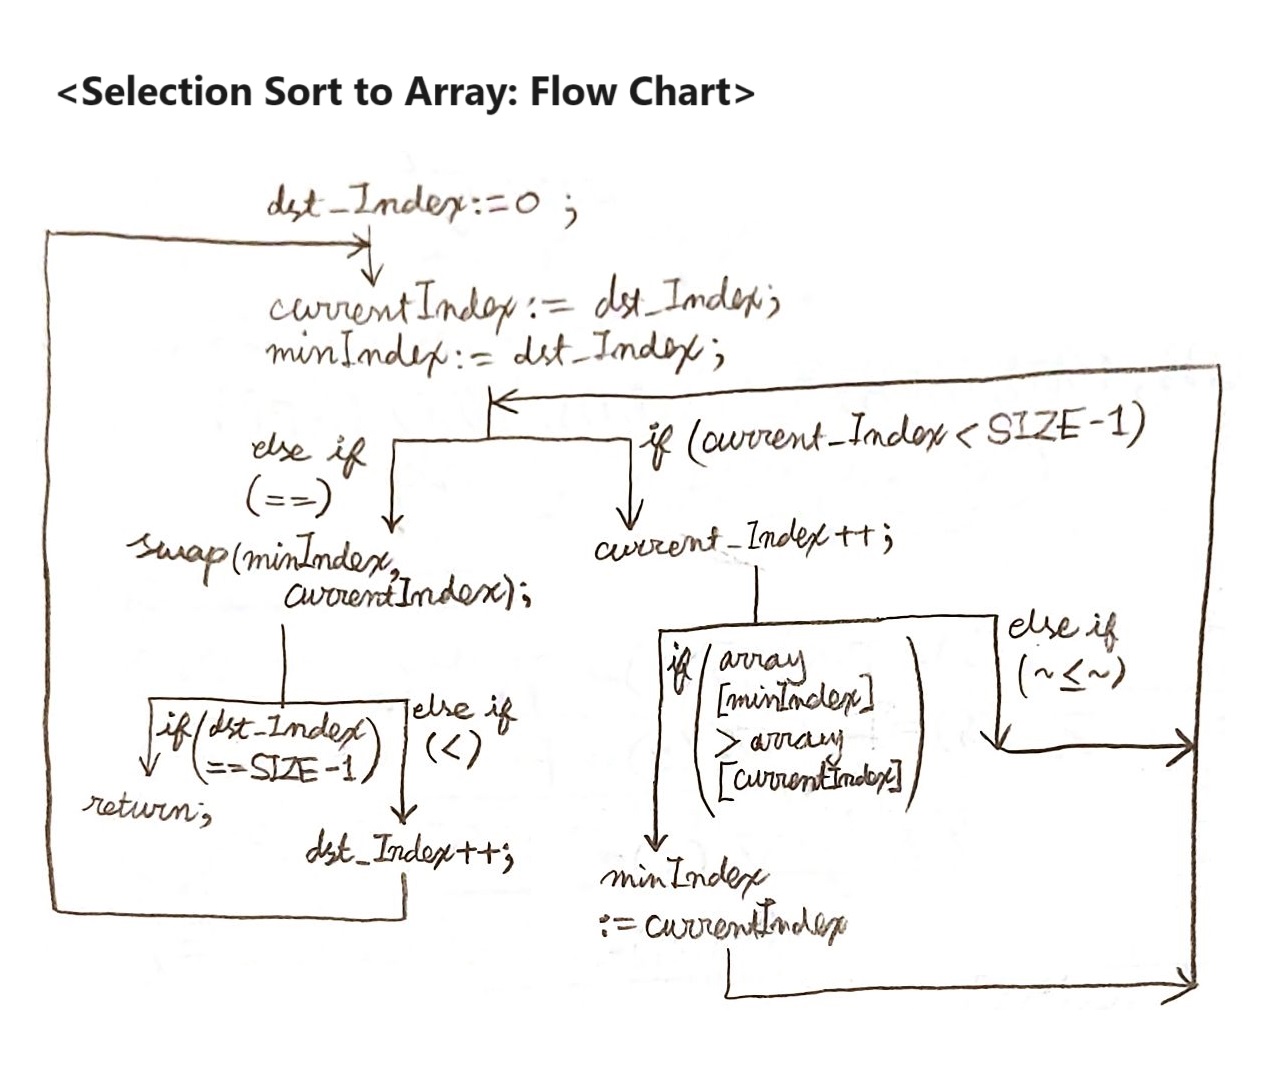 <Selection Sort to Array: Flow Chart>
dst_Index:=0 ;
currentIndex := dst_Index;
minIndex:= dst_Index;
else if
(==)
if (current_Index < SIZE-1)
swap(minIndex,
currentIndex);
current_Index++;
if (dst_Index
==SIZE-1)
else if
(<)
return;
dst_Index++;
if (array
[minIndex]
> array
[currentIndex])
else if
(~≤~)
minIndex
:= currentIndex